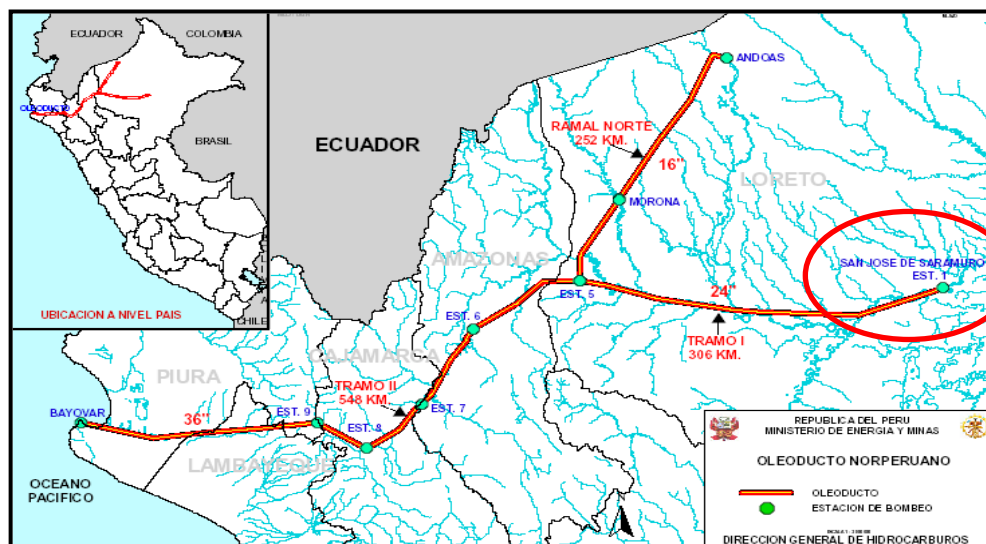 ECUADOR
COLOMBIA
OLEODUCTO
BRASIL
CHILE
UBICACION A NIVEL PAIS
ECUADOR
ANDOAS
RAMAL NORTE
252 KM.
16"
LORETO
MORONA
AMAZONAS
SAN JOSE DE SARAMURO
EST. 1
EST. 5
24"
TRAMO I
306 KM.
EST. 6
CAJAMARCA
TRAMO II
548 KM.
EST. 7
PIURA
BAYOVAR
36"
EST. 9
EST. 8
LAMBAYEQUE
OCEANO
PACIFICO
REPUBLICA DEL PERU
MINISTERIO DE ENERGIA Y MINAS
OLEODUCTO NORPERUANO
OLEODUCTO
ESTACION DE BOMBEO
DIRECCION GENERAL DE HIDROCARBUROS